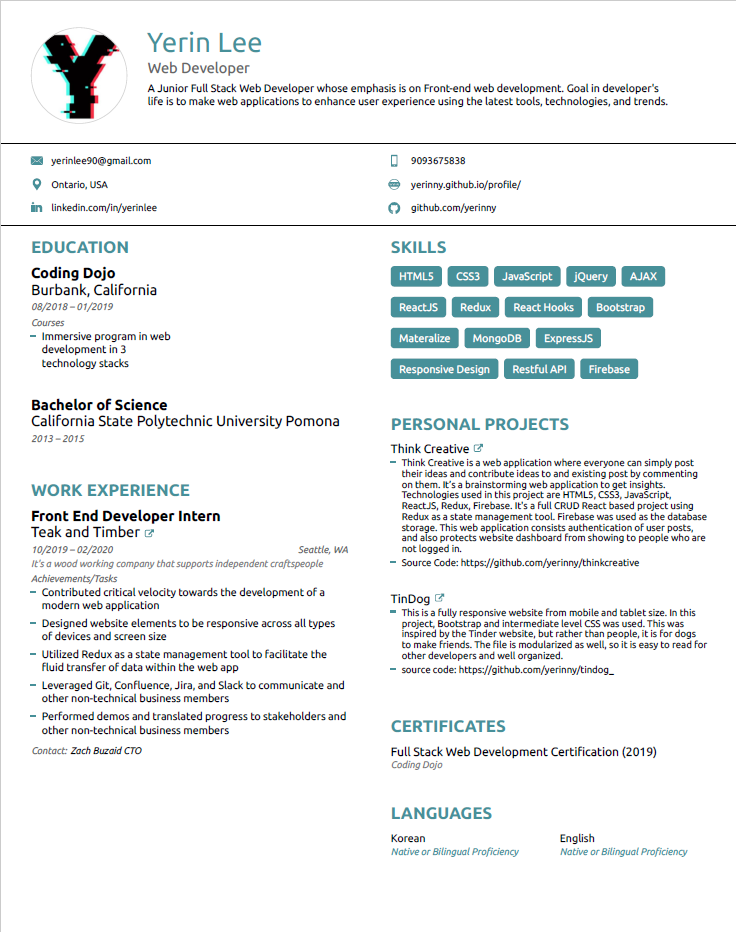 Y
Yerin Lee
Web Developer
A Junior Full Stack Web Developer whose emphasis is on Front-end web development. Goal in developer's
life is to make web applications to enhance user experience using the latest tools, technologies, and trends.
yerinlee90@gmail.com
9093675838
Ontario, USA
yerinny.github.io/profile/
linkedin.com/in/yerinlee
github.com/yerinny
EDUCATION
Coding Dojo
Burbank, California
08/2018 – 01/2019
Courses
Immersive program in web
development in 3
technology stacks
Bachelor of Science
California State Polytechnic University Pomona
2013 – 2015
WORK EXPERIENCE
Front End Developer Intern
Teak and Timber
10/2019 – 02/2020 Seattle, WA
It's a wood working company that supports independent craftspeople
Achievements/Tasks
Contributed critical velocity towards the development of a
modern web application
Designed website elements to be responsive across all types
of devices and screen size
Utilized Redux as a state management tool to facilitate the
fluid transfer of data within the web app
Leveraged Git, Confluence, Jira, and Slack to communicate and
other non-technical business members
Performed demos and translated progress to stakeholders and
other non-technical business members
Contact: Zach Buzaid CTO
SKILLS
HTML5 CSS3 JavaScript jQuery AJAX
ReactJS Redux React Hooks Bootstrap
Materalize MongoDB ExpressJS
Responsive Design Restful API Firebase
PERSONAL PROJECTS
Think Creative
Think Creative is a web application where everyone can simply post
their ideas and contribute ideas to and existing post by commenting
on them. It's a brainstorming web application to get insights.
Technologies used in this project are HTML5, CSS3, JavaScript,
ReactJS, Redux, Firebase. It's a full CRUD React based project using
Redux as a state management tool. Firebase was used as the database
storage. This web application consists authentication of user posts,
and also protects website dashboard from showing to people who are
not logged in.
Source Code: https://github.com/yerinny/thinkcreative
TinDog
This is a fully responsive website from mobile and tablet size. In this
project, Bootstrap and intermediate level CSS was used. This was
inspired by the Tinder website, but rather than people, it is for dogs
to make friends. The file is modularized as well, so it is easy to read for
other developers and well organized.
source code: https://github.com/yerinny/tindog_
CERTIFICATES
Full Stack Web Development Certification (2019)
Coding Dojo
LANGUAGES
Korean English
Native or Bilingual Proficiency Native or Bilingual Proficiency